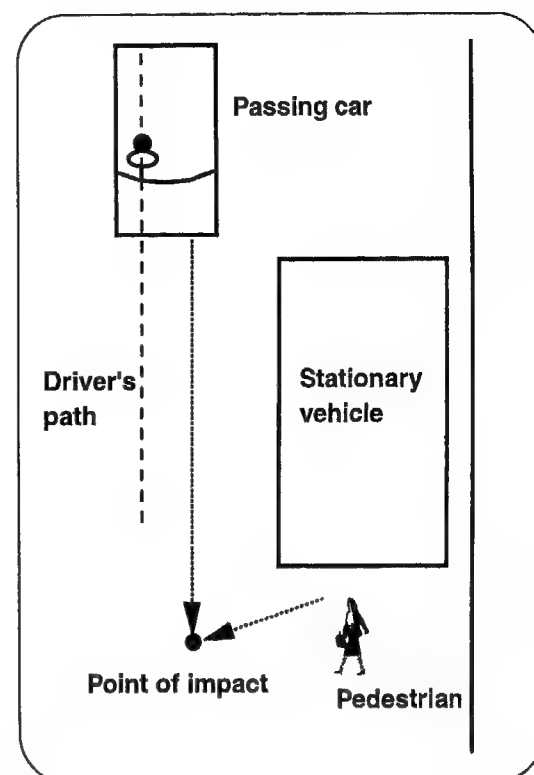 Passing car
Driver's
path
Stationary
vehicle
Point of impact
Pedestrian